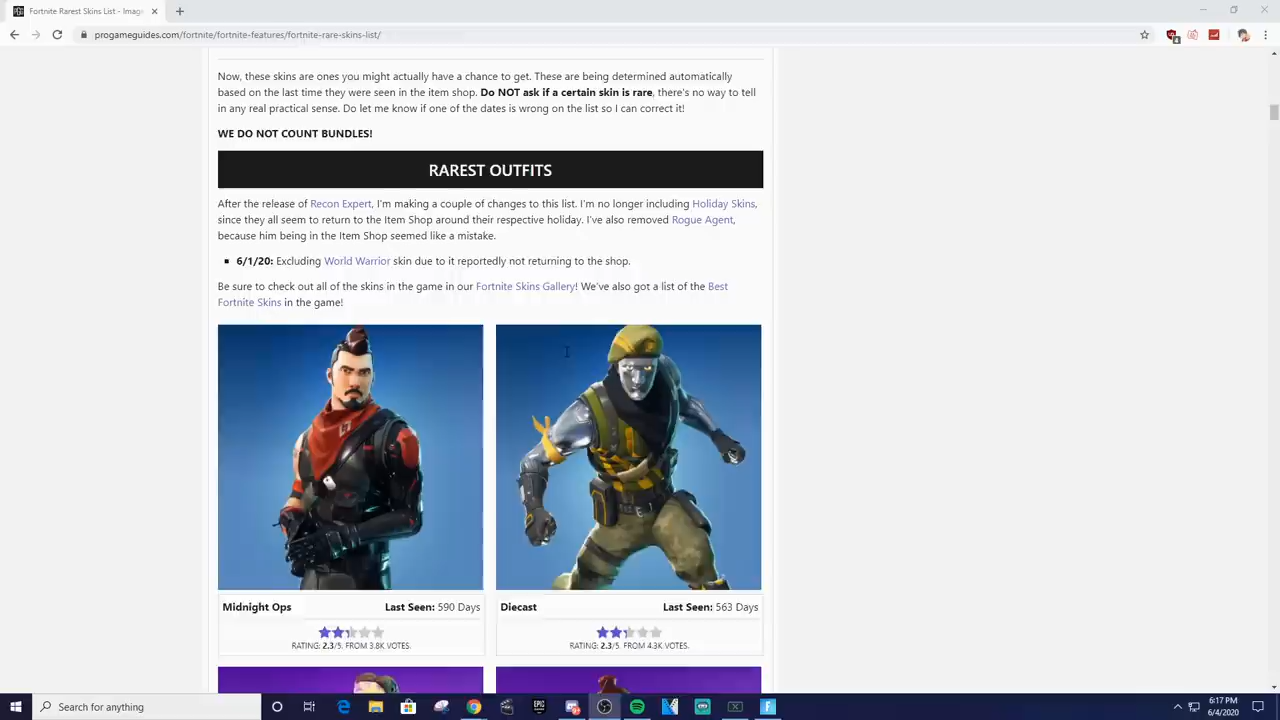 Fortnite Rarest Skins List - Imag
progameguides.com/fortnite/fortnite-features/fortnite-rare-skins-list/
Now, these skins are ones you might actually have a chance to get. These are being determined automatically
based on the last time they were seen in the item shop. Do NOT ask if a certain skin is rare, there's no way to tell
in any real practical sense. Do let me know if one of the dates is wrong on the list so I can correct it!
WE DO NOT COUNT BUNDLES!
RAREST OUTFITS
After the release of Recon Expert, I'm making a couple of changes to this list. I'm no longer including Holiday Skins,
since they all seem to return to the Item Shop around their respective holiday. I've also removed Rogue Agent,
because him being in the Item Shop seemed like a mistake.
6/1/20: Excluding World Warrior skin due to it reportedly not returning to the shop.
Be sure to check out all of the skins in the game in our Fortnite Skins Gallery! We've also got a list of the Best
Fortnite Skins in the game!
Midnight Ops Last Seen: 590 Days
RATING: 2.3/5. FROM 3.8K VOTES.
Diecast Last Seen: 563 Days
RATING: 2.3/5. FROM 4.3K VOTES.
Search for anything
EPIC
6:17 PM
6/4/2020